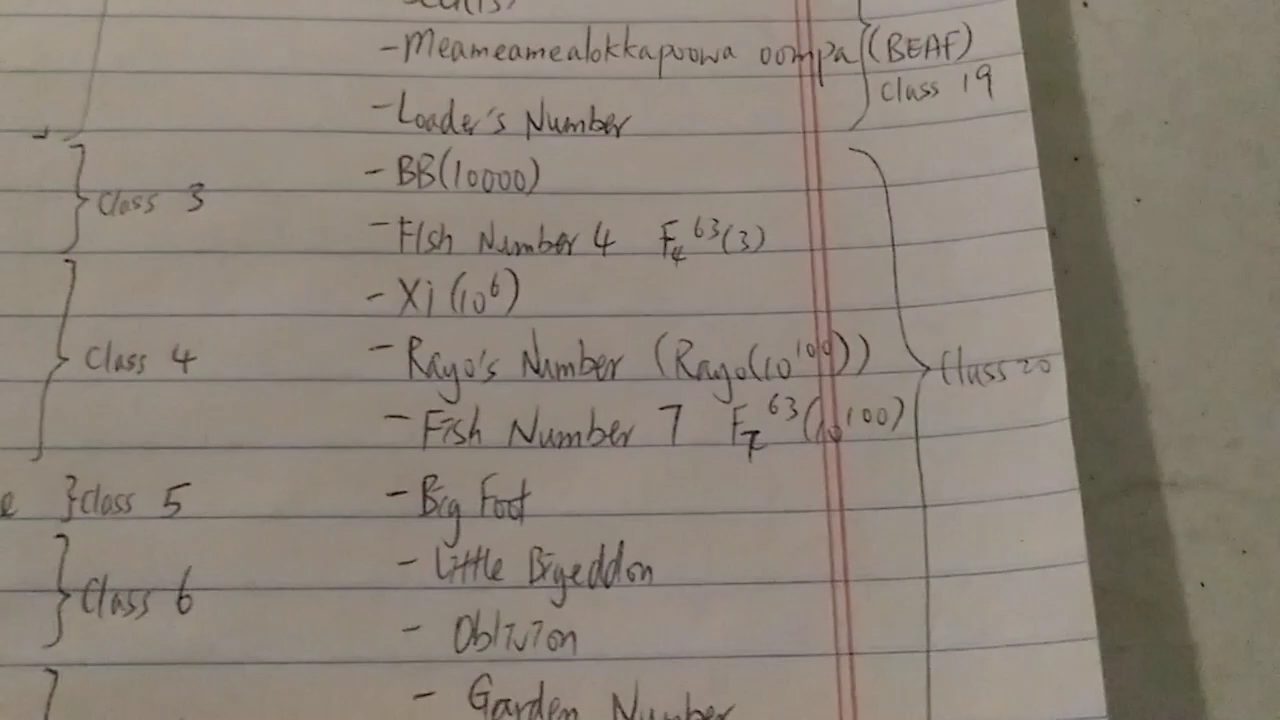 - Meameamealokkapoowa oompa (BEAF)
class 19
- Loader's Number
- BB(10000)
Class 3
- Fish Number 4 F₄⁶³(3)
- Xi(10⁶)
- Rayo's Number (Rayo(10¹⁰⁰))
Class 4
Class 20
- Fish Number 7 F₇⁶³(10^100)
- Big Foot
e }Class 5
- Little Bigeddon
Class 6
- Oblivion
- Garden Number